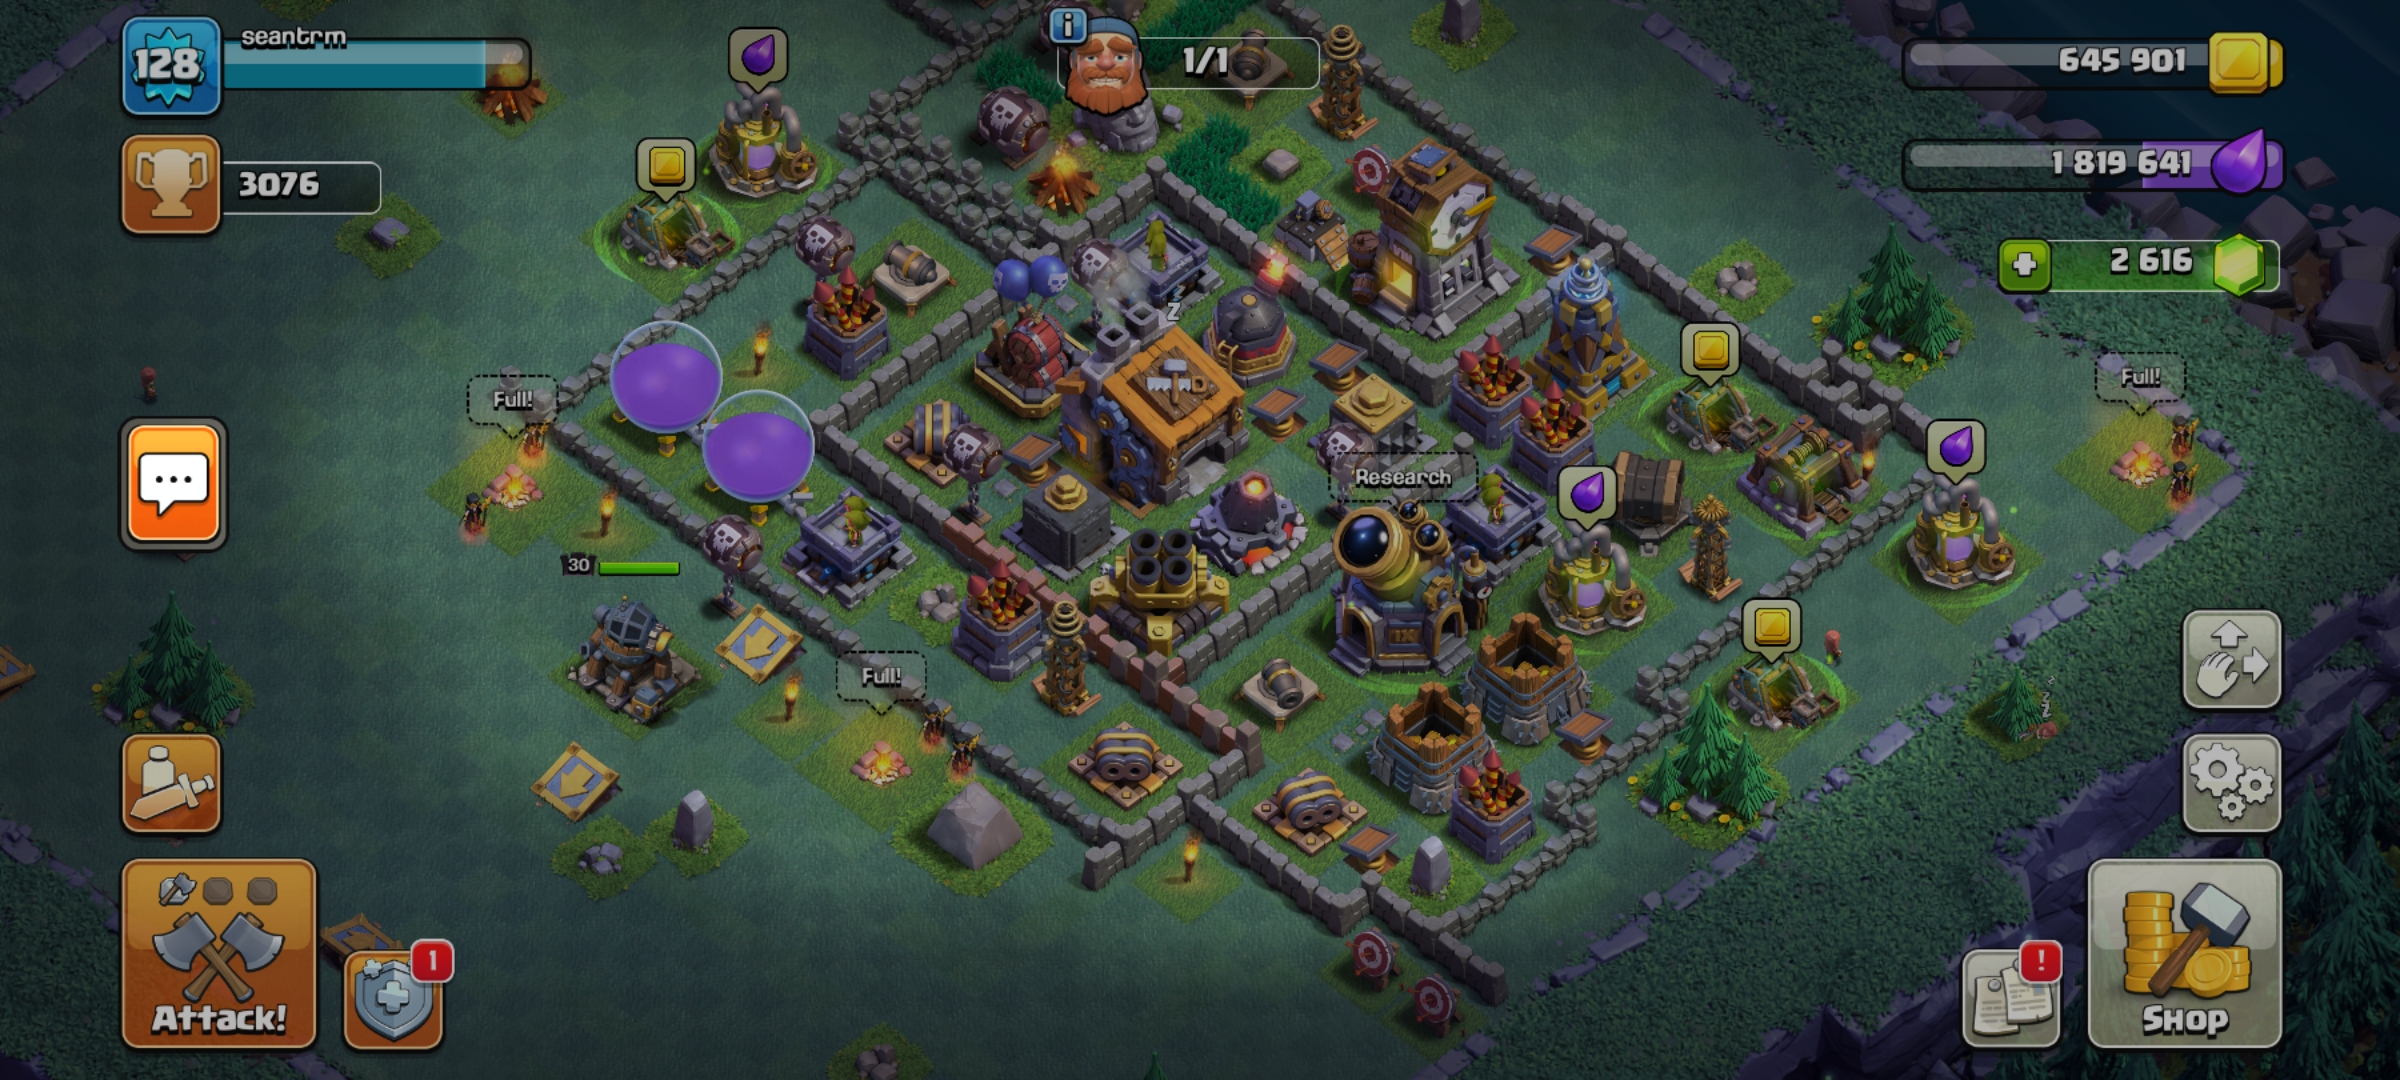 128
seantrm
1/1
645 901
3076
1 819 641
2 616
Z
Full!
Full!
Research
30
Full!
Attack!
1
!
Shop